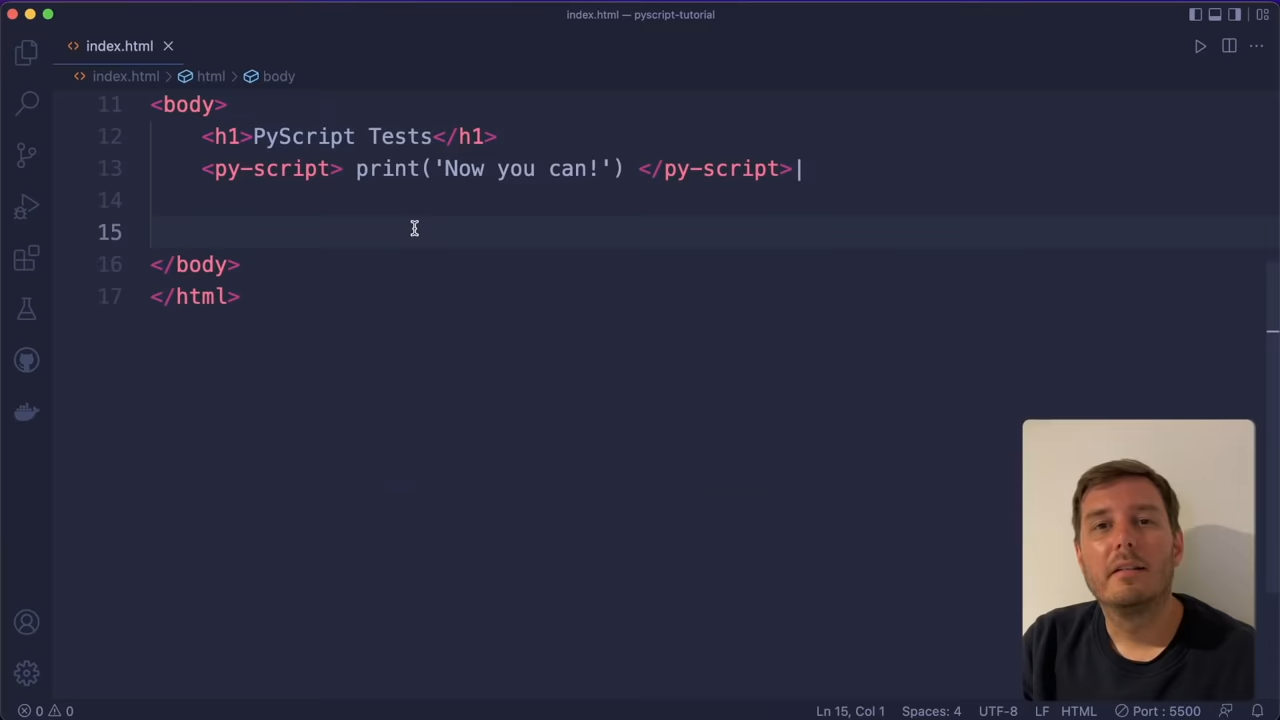 index.html — pyscript-tutorial
index.html
index.html > html > body
11 <body>
12 <h1>PyScript Tests</h1>
13 <py-script> print('Now you can!') </py-script>
14
15
16 </body>
17 </html>
0 0 Ln 15, Col 1 Spaces: 4 UTF-8 LF HTML Port : 5500